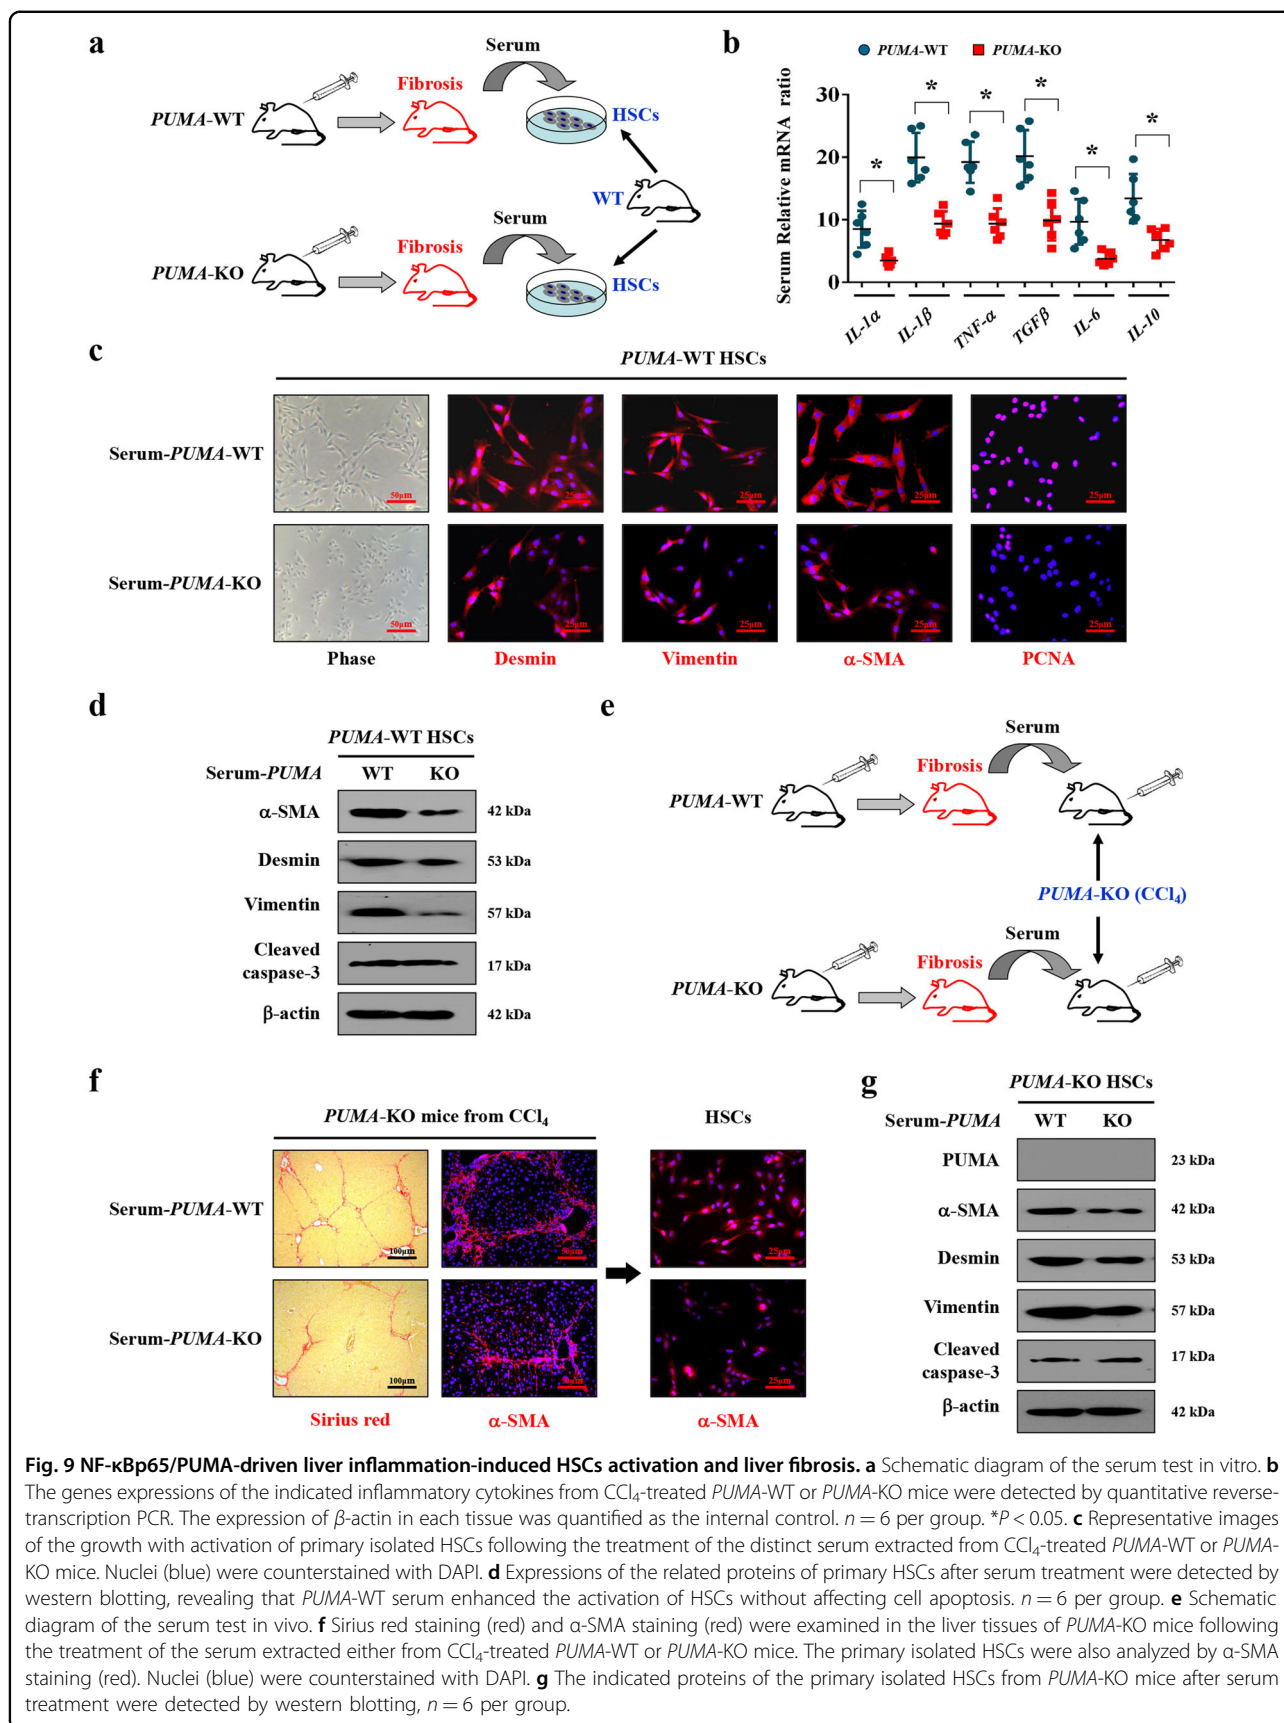 a
Serum
PUMA-WT
Fibrosis
HSCs
WT
Serum
PUMA-KO
Fibrosis
HSCs
b
PUMA-WT PUMA-KO
Serum Relative mRNA ratio
30
20
10
0
* * * * * *
IL-1α IL-1β TNF-α TGFβ IL-6 IL-10
c
PUMA-WT HSCs
Serum-PUMA-WT
50μm 25μm 25μm 25μm 25μm
Serum-PUMA-KO
50μm 25μm 25μm 25μm 25μm
Phase Desmin Vimentin α-SMA PCNA
d
PUMA-WT HSCs
Serum-PUMA WT KO
α-SMA 42 kDa
Desmin 53 kDa
Vimentin 57 kDa
Cleaved
caspase-3 17 kDa
β-actin 42 kDa
e
Serum
Fibrosis
PUMA-WT
PUMA-KO (CCl₄)
Serum
Fibrosis
PUMA-KO
f
PUMA-KO mice from CCl₄ HSCs
Serum-PUMA-WT
100μm 50μm 25μm
Serum-PUMA-KO
100μm 50μm 25μm
Sirius red α-SMA α-SMA
g
PUMA-KO HSCs
Serum-PUMA WT KO
PUMA 23 kDa
α-SMA 42 kDa
Desmin 53 kDa
Vimentin 57 kDa
Cleaved
caspase-3 17 kDa
β-actin 42 kDa
Fig. 9 NF-κBp65/PUMA-driven liver inflammation-induced HSCs activation and liver fibrosis. a Schematic diagram of the serum test in vitro. b
The genes expressions of the indicated inflammatory cytokines from CCl₄-treated PUMA-WT or PUMA-KO mice were detected by quantitative reverse-
transcription PCR. The expression of β-actin in each tissue was quantified as the internal control. n = 6 per group. *P < 0.05. c Representative images
of the growth with activation of primary isolated HSCs following the treatment of the distinct serum extracted from CCl₄-treated PUMA-WT or PUMA-
KO mice. Nuclei (blue) were counterstained with DAPI. d Expressions of the related proteins of primary HSCs after serum treatment were detected by
western blotting, revealing that PUMA-WT serum enhanced the activation of HSCs without affecting cell apoptosis. n = 6 per group. e Schematic
diagram of the serum test in vivo. f Sirius red staining (red) and α-SMA staining (red) were examined in the liver tissues of PUMA-KO mice following
the treatment of the serum extracted either from CCl₄-treated PUMA-WT or PUMA-KO mice. The primary isolated HSCs were also analyzed by α-SMA
staining (red). Nuclei (blue) were counterstained with DAPI. g The indicated proteins of the primary isolated HSCs from PUMA-KO mice after serum
treatment were detected by western blotting, n = 6 per group.